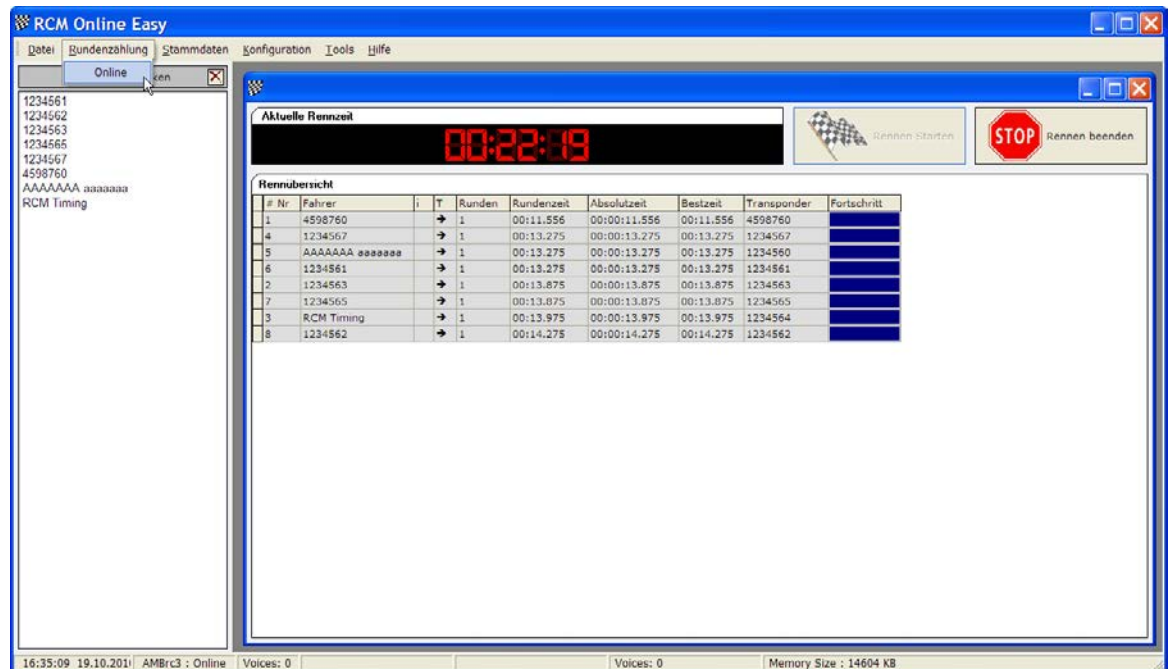 RCM Online Easy
Datei Rundenzählung Stammdaten Konfiguration Tools Hilfe
Online
1234561
1234562
1234563
1234565
1234567
4598760
AAAAAAA aaaaaaa
RCM Timing
Aktuelle Rennzeit
00:22:19
Rennen Starten
STOP Rennen beenden
Rennübersicht
# Nr Fahrer i T Runden Rundenzeit Absolutzeit Bestzeit Transponder Fortschritt
1 4598760 1 00:11.556 00:00:11.556 00:11.556 4598760
4 1234567 1 00:13.275 00:00:13.275 00:13.275 1234567
5 AAAAAAA aaaaaaa 1 00:13.275 00:00:13.275 00:13.275 1234560
6 1234561 1 00:13.275 00:00:13.275 00:13.275 1234561
2 1234563 1 00:13.875 00:00:13.875 00:13.875 1234563
7 1234565 1 00:13.875 00:00:13.875 00:13.875 1234565
3 RCM Timing 1 00:13.975 00:00:13.975 00:13.975 1234564
8 1234562 1 00:14.275 00:00:14.275 00:14.275 1234562
16:35:09 19.10.201 AMBrc3 : Online Voices: 0 Voices: 0 Memory Size : 14604 KB